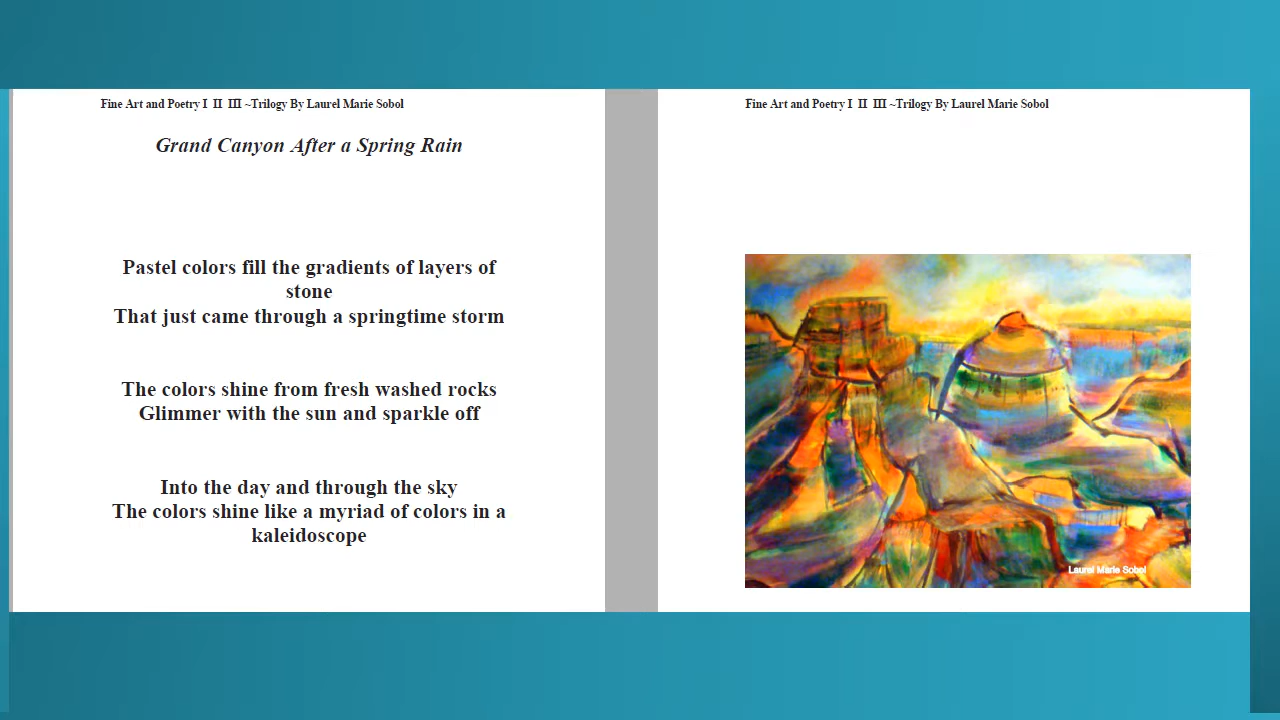 Fine Art and Poetry I II III ~Trilogy By Laurel Marie Sobol
Grand Canyon After a Spring Rain
Pastel colors fill the gradients of layers of
stone
That just came through a springtime storm
The colors shine from fresh washed rocks
Glimmer with the sun and sparkle off
Into the day and through the sky
The colors shine like a myriad of colors in a
kaleidoscope
Fine Art and Poetry I II III ~Trilogy By Laurel Marie Sobol
Laurel Marie Sobol